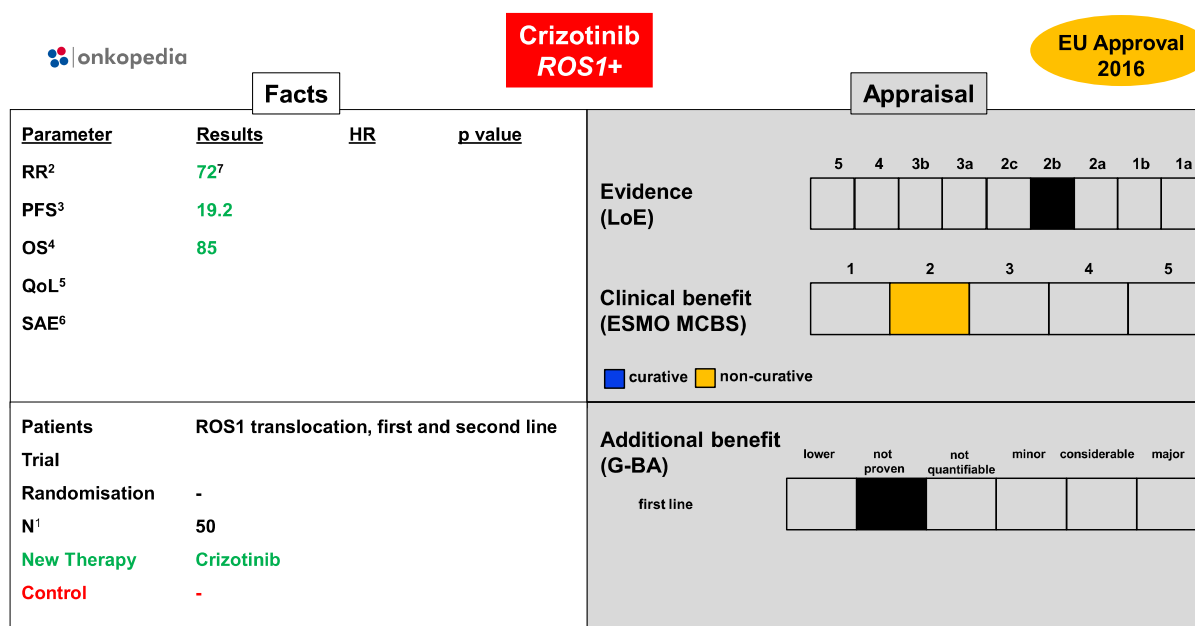 onkopedia
Crizotinib
ROS1+
EU Approval
2016
Facts
Appraisal
Parameter Results HR p value
RR² 72⁷
PFS³ 19.2
OS⁴ 85
QoL⁵
SAE⁶
Evidence
(LoE)
5 4 3b 3a 2c 2b 2a 1b 1a
Clinical benefit
(ESMO MCBS)
1 2 3 4 5
curative non-curative
Patients ROS1 translocation, first and second line
Trial
Randomisation -
N¹ 50
New Therapy Crizotinib
Control -
Additional benefit
(G-BA)
lower not proven not quantifiable minor considerable major
first line